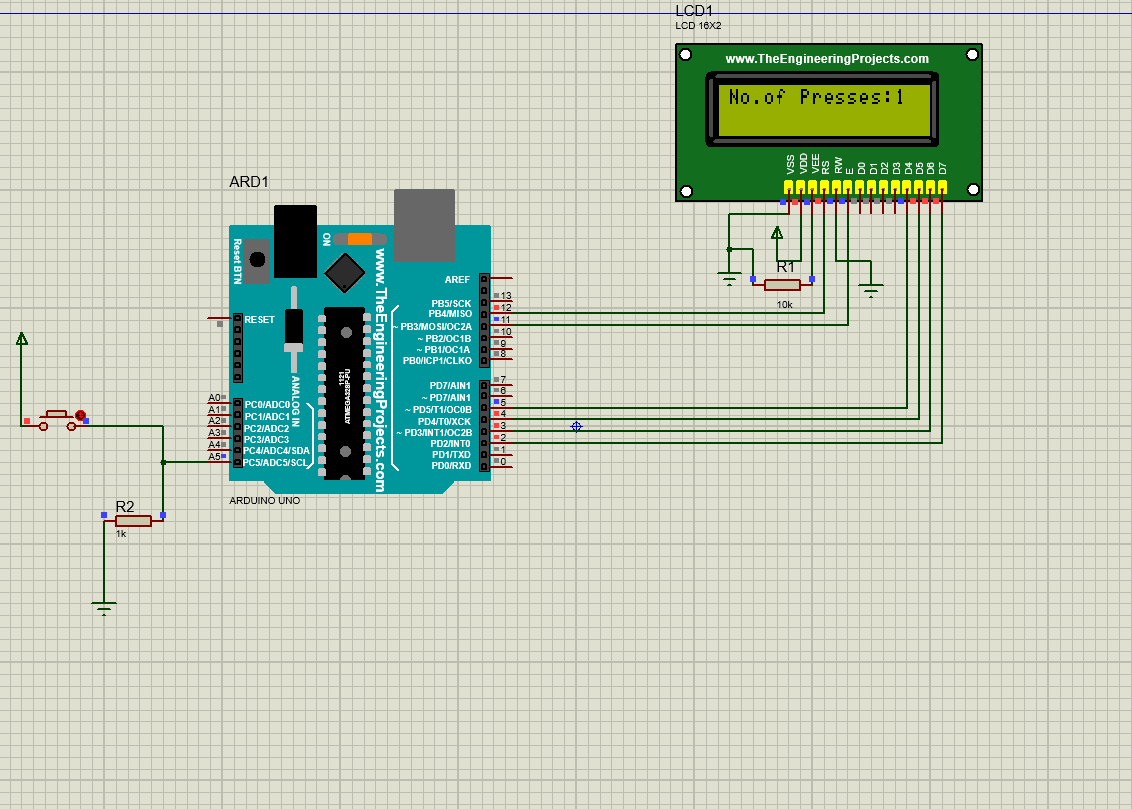 LCD1
LCD 16X2
www.TheEngineeringProjects.com
No.of Presses:1
VSS
VDD
VEE
RS
RW
E
D0
D1
D2
D3
D4
D5
D6
D7
R1
10k
ARD1
Reset BTN
ON
www.TheEngineeringProjects.com
AREF
PB5/SCK
13
PB4/MISO
12
~ PB3/MOSI/OC2A
11
~ PB2/OC1B
10
~ PB1/OC1A
9
PB0/ICP1/CLKO
8
RESET
1121
ATMEGA328P-PU
ANALOG IN
PD7/AIN1
7
~ PD7/AIN1
6
~ PD5/T1/OC0B
5
PD4/T0/XCK
4
~ PD3/INT1/OC2B
3
PD2/INT0
2
PD1/TXD
1
PD0/RXD
0
A0
PC0/ADC0
A1
PC1/ADC1
A2
PC2/ADC2
A3
PC3/ADC3
A4
PC4/ADC4/SDA
A5
PC5/ADC5/SCL
ARDUINO UNO
R2
1k